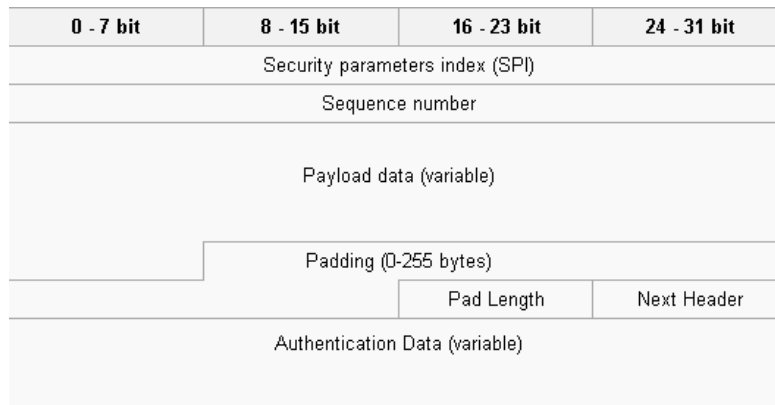 0 - 7 bit 8 - 15 bit 16 - 23 bit 24 - 31 bit
Security parameters index (SPI)
Sequence number
Payload data (variable)
Padding (0-255 bytes)
Pad Length Next Header
Authentication Data (variable)